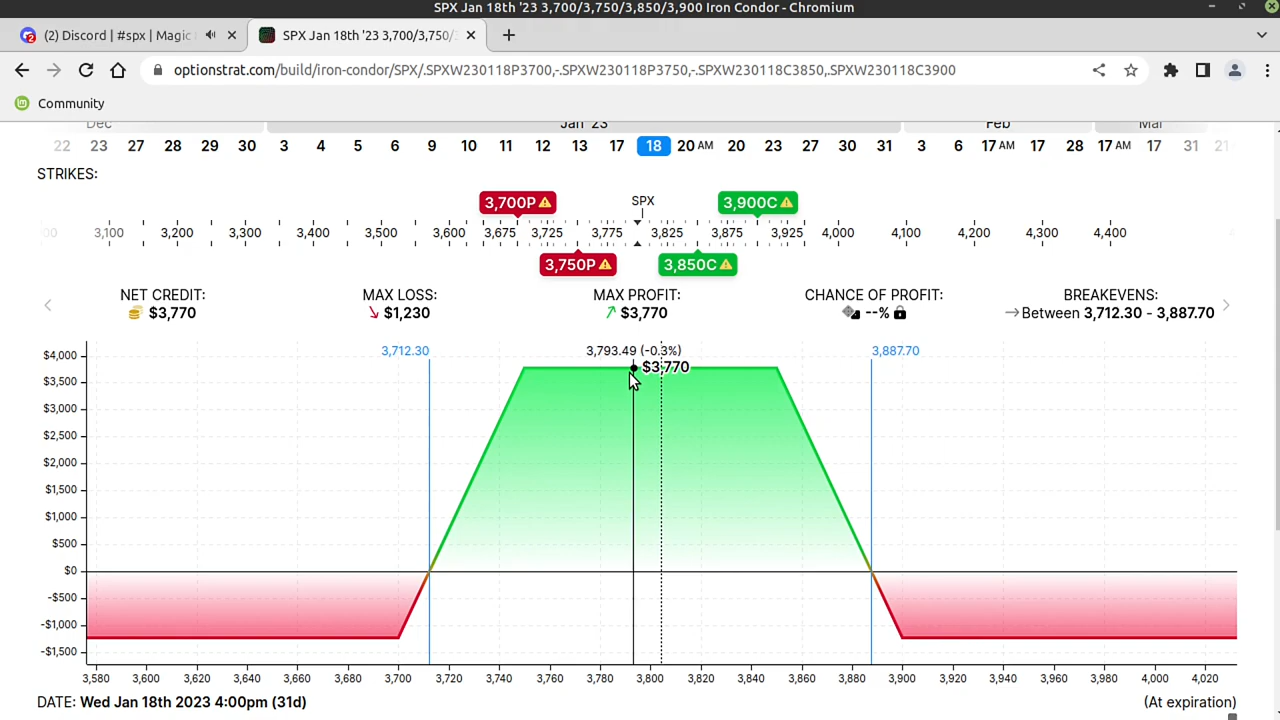 SPX Jan 18th '23 3,700/3,750/3,850/3,900 Iron Condor - Chromium
(2) Discord | #spx | Magic
SPX Jan 18th '23 3,700/3,750/
optionstrat.com/build/iron-condor/SPX/.SPXW230118P3700,-.SPXW230118P3750,-.SPXW230118C3850,.SPXW230118C3900
Community
Dec Jan '23 Feb Mar
22 23 27 28 29 30 3 4 5 6 9 10 11 12 13 17 18 20 AM 20 23 27 30 31 3 6 17 AM 17 28 17 AM 17 31 21
STRIKES:
3,700P SPX 3,900C
00 3,100 3,200 3,300 3,400 3,500 3,600 3,675 3,725 3,775 3,825 3,875 3,925 4,000 4,100 4,200 4,300 4,400
3,750P 3,850C
NET CREDIT: MAX LOSS: MAX PROFIT: CHANCE OF PROFIT: BREAKEVENS:
$3,770 $1,230 $3,770 --% Between 3,712.30 - 3,887.70
3,712.30 3,793.49 (-0.3%) 3,887.70
$4,000
$3,770
$3,500
$3,000
$2,500
$2,000
$1,500
$1,000
$500
$0
-$500
-$1,000
-$1,500
3,580 3,600 3,620 3,640 3,660 3,680 3,700 3,720 3,740 3,760 3,780 3,800 3,820 3,840 3,860 3,880 3,900 3,920 3,940 3,960 3,980 4,000 4,020
DATE: Wed Jan 18th 2023 4:00pm (31d) (At expiration)